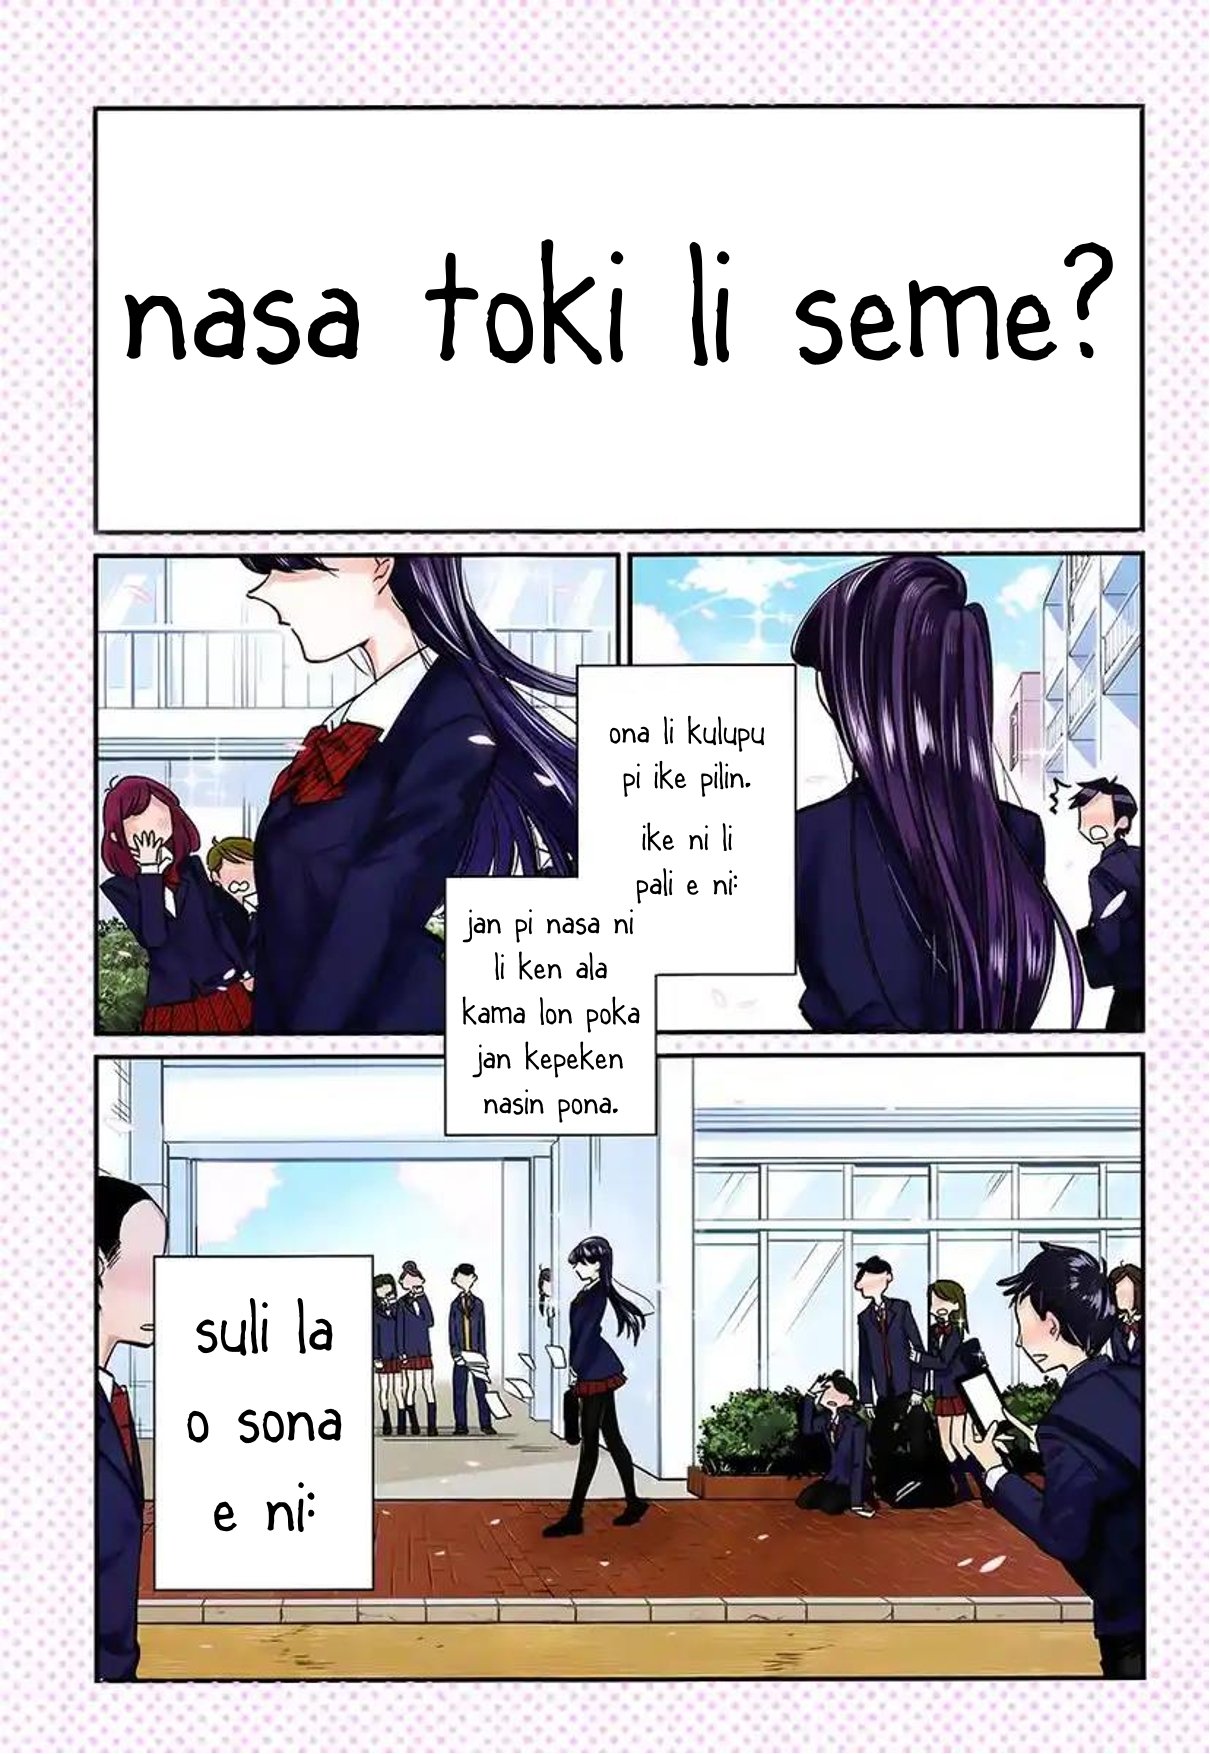 nasa toki li seme?
ona li kulupu
pi ike pilin.
ike ni li
pali e ni:
jan pi nasa ni
li ken ala
kama lon poka
jan kepeken
nasin pona.
suli la
o sona
e ni: